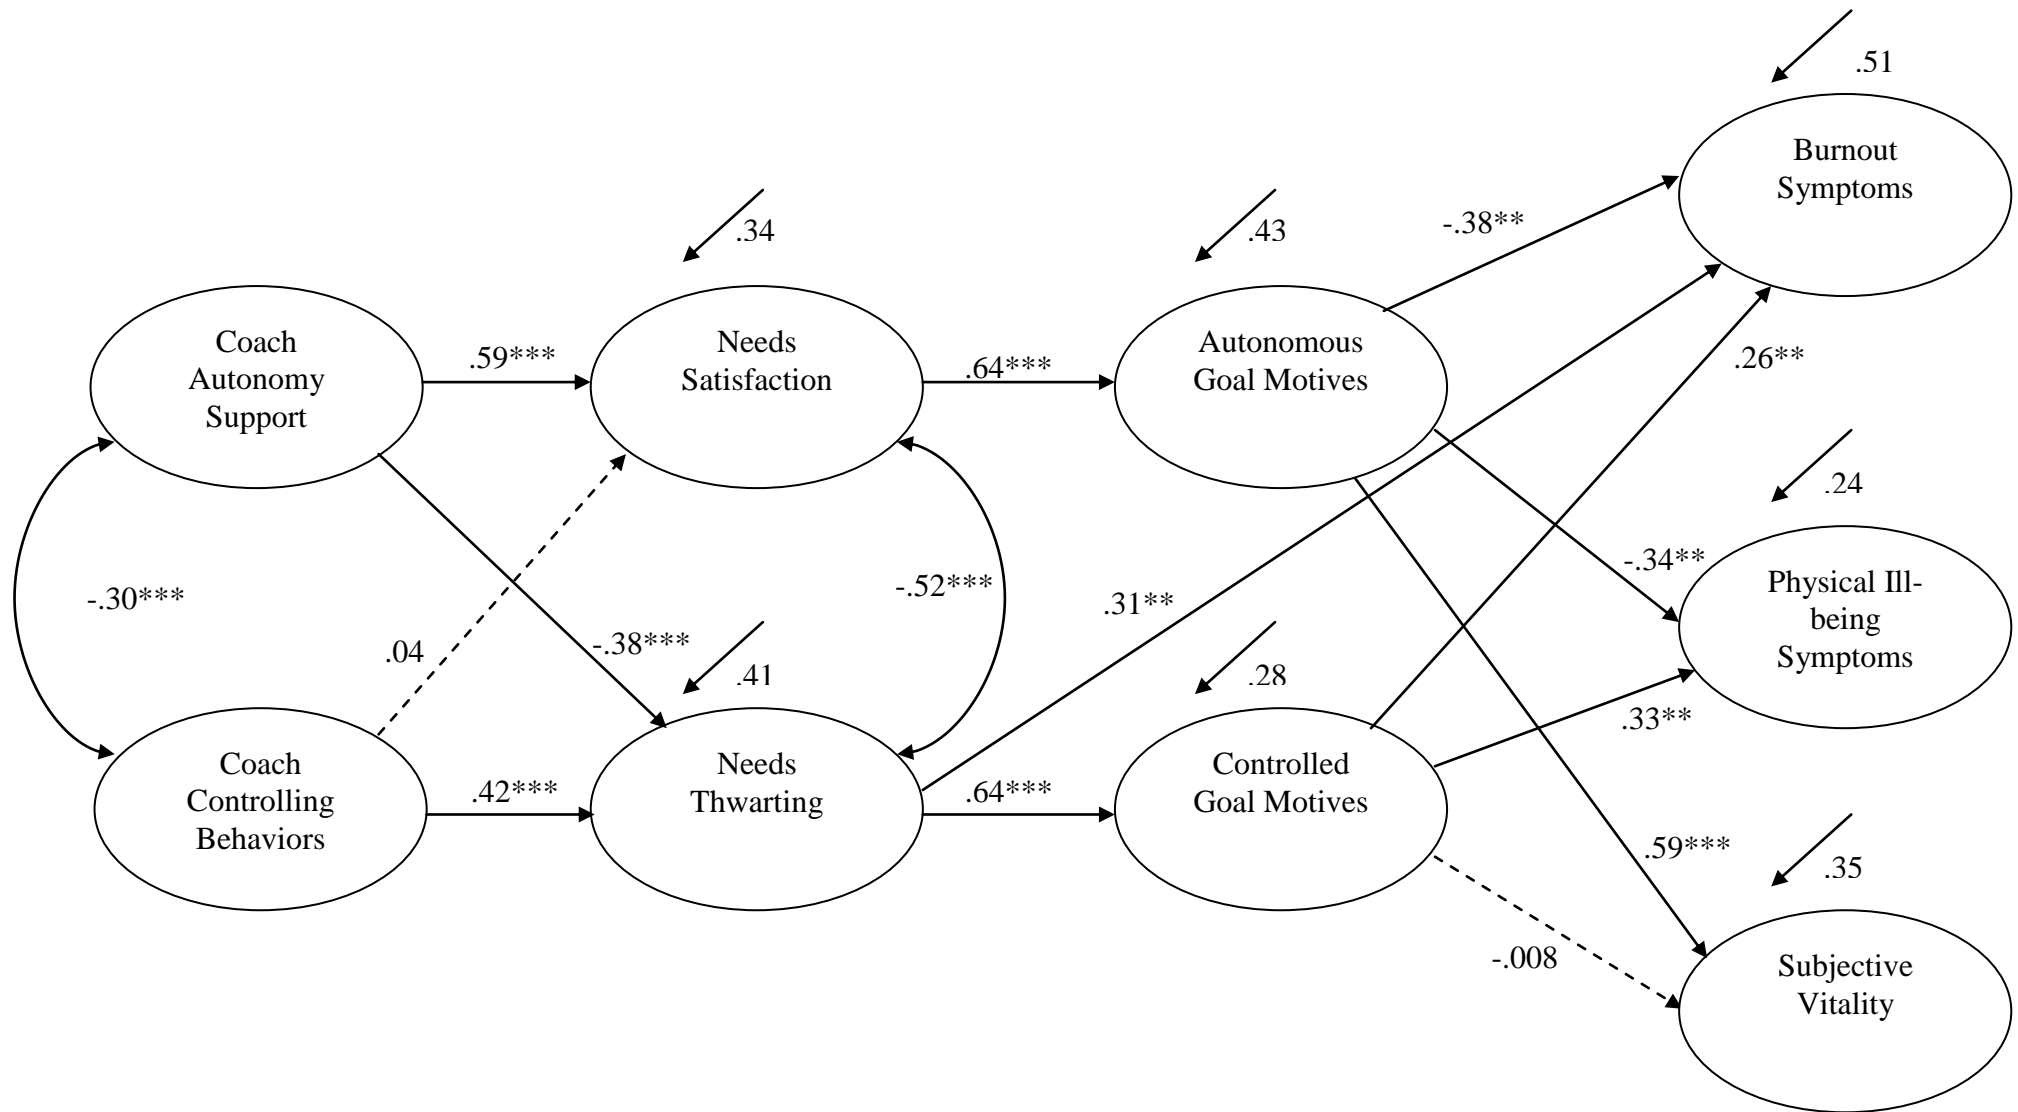 .51
Burnout
Symptoms
.34
.43
-.38**
Coach
Autonomy
Support
.59***
Needs
Satisfaction
.64***
Autonomous
Goal Motives
.26**
.24
-.30***
-.52***
.31**
-.34**
Physical Ill-
being
Symptoms
.04
-.38***
.41
.28
.33**
Coach
Controlling
Behaviors
.42***
Needs
Thwarting
.64***
Controlled
Goal Motives
.59***
.35
-.008
Subjective
Vitality